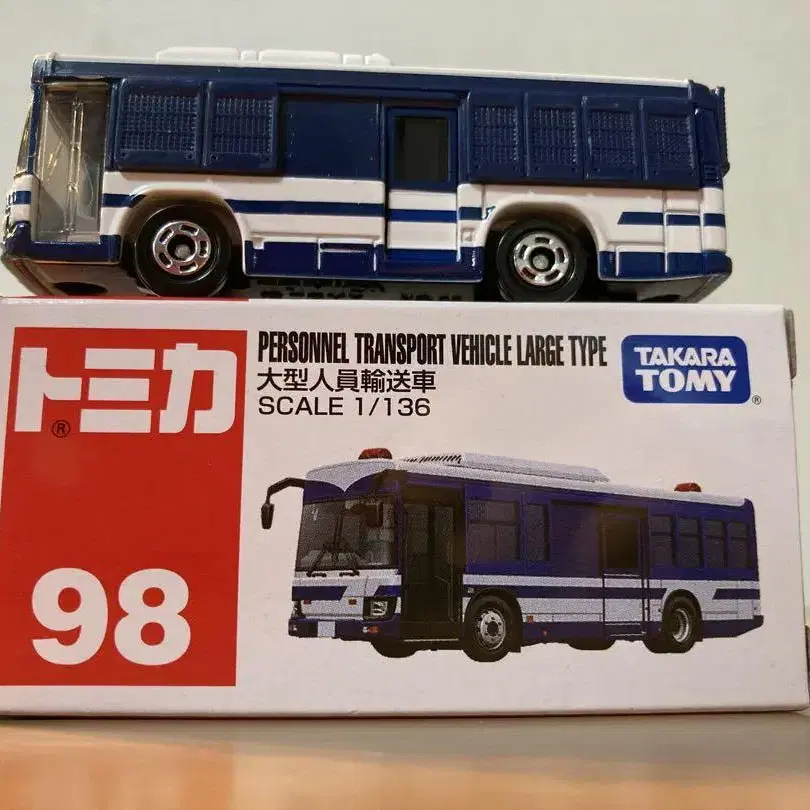 トミカ
®
98
PERSONNEL TRANSPORT VEHICLE LARGE TYPE
大型人員輸送車
SCALE 1/136
TAKARA
TOMY
®